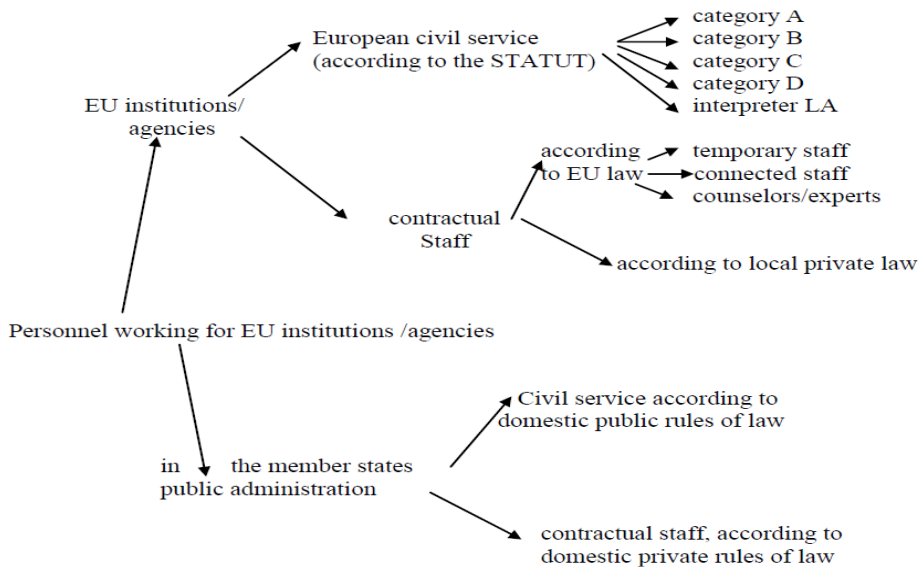 European civil service
(according to the STATUT)
category A
category B
category C
category D
interpreter LA
EU institutions/
agencies
according
to EU law
temporary staff
connected staff
counselors/experts
contractual
Staff
according to local private law
Personnel working for EU institutions /agencies
Civil service according to
domestic public rules of law
in the member states
public administration
contractual staff, according to
domestic private rules of law